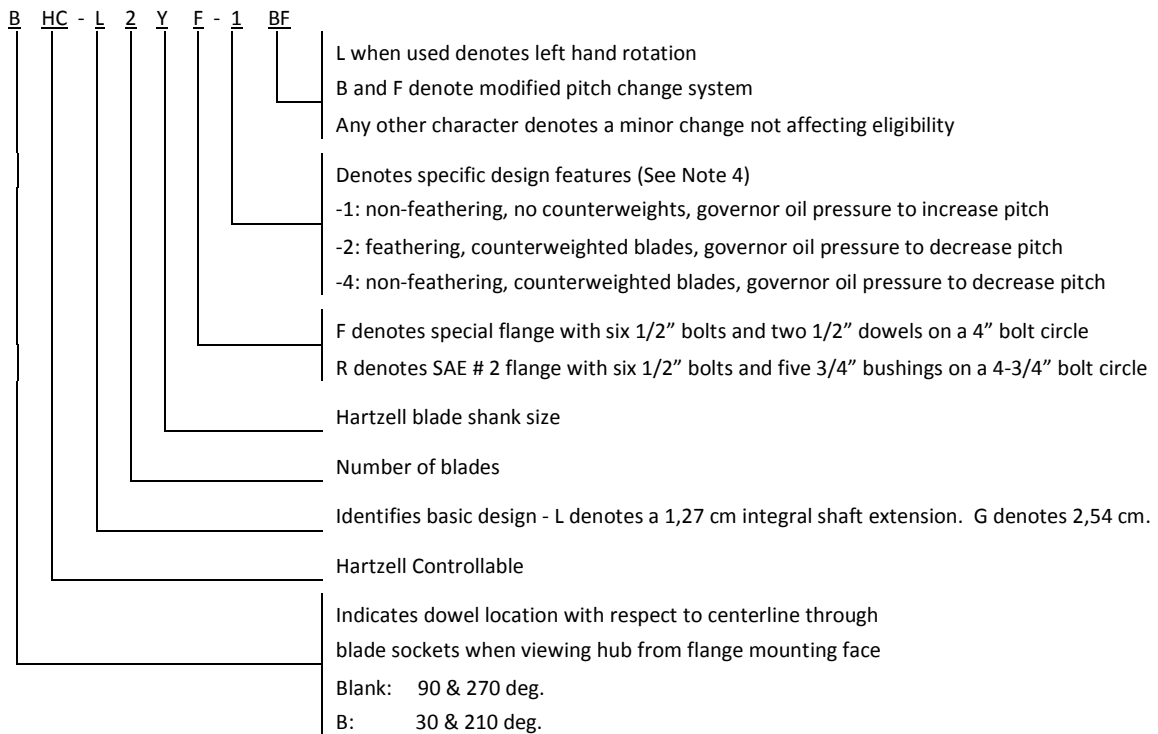 B HC - L 2 Y F - 1 BF
L when used denotes left hand rotation
B and F denote modified pitch change system
Any other character denotes a minor change not affecting eligibility
Denotes specific design features (See Note 4)
-1: non-feathering, no counterweights, governor oil pressure to increase pitch
-2: feathering, counterweighted blades, governor oil pressure to decrease pitch
-4: non-feathering, counterweighted blades, governor oil pressure to decrease pitch
F denotes special flange with six 1/2” bolts and two 1/2” dowels on a 4” bolt circle
R denotes SAE # 2 flange with six 1/2” bolts and five 3/4” bushings on a 4-3/4” bolt circle
Hartzell blade shank size
Number of blades
Identifies basic design - L denotes a 1,27 cm integral shaft extension. G denotes 2,54 cm.
Hartzell Controllable
Indicates dowel location with respect to centerline through
blade sockets when viewing hub from flange mounting face
Blank: 90 & 270 deg.
B: 30 & 210 deg.